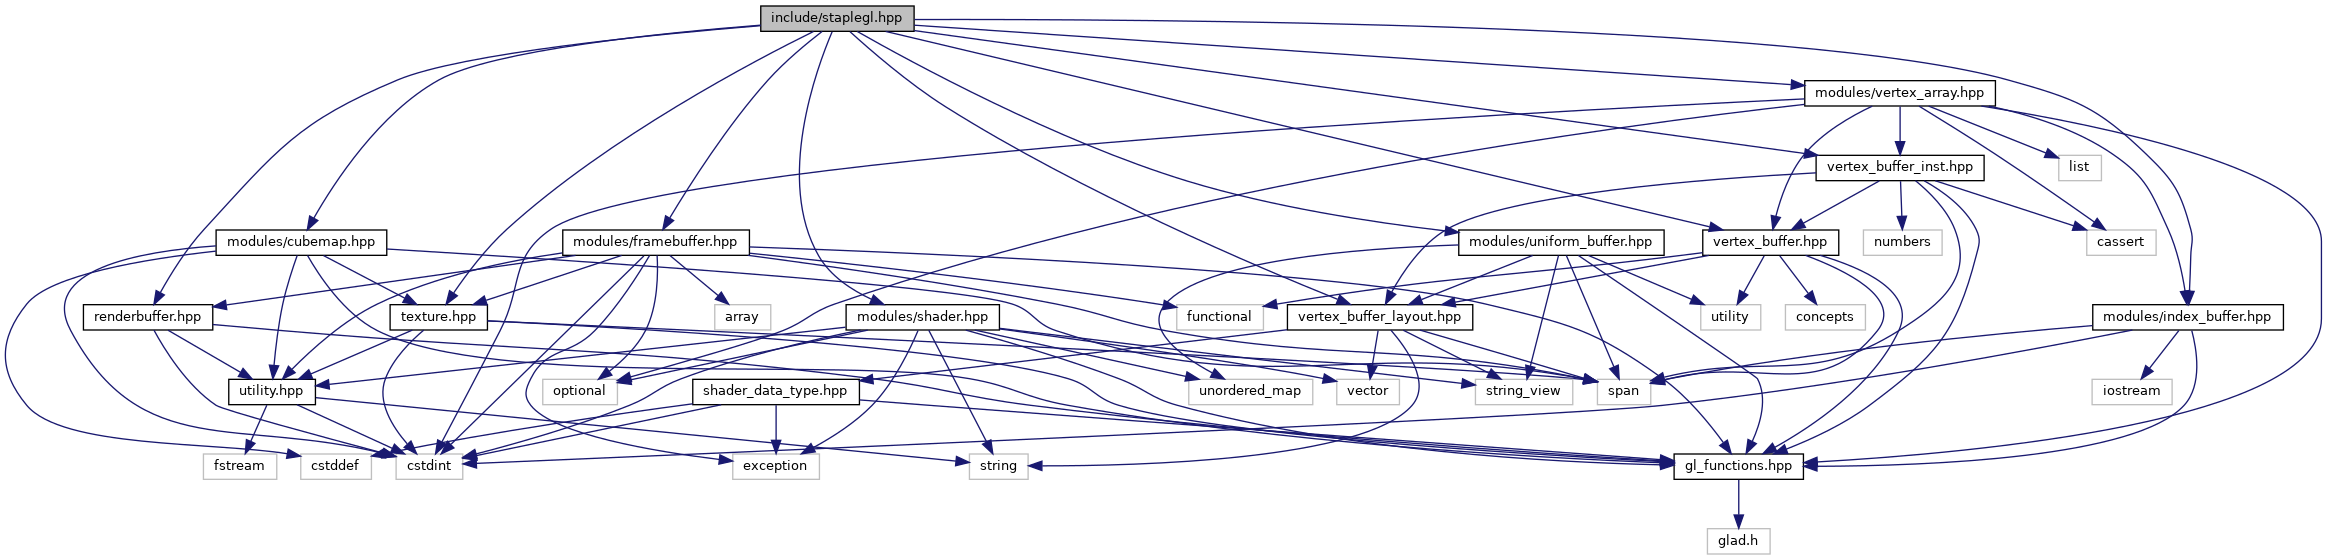 include/staplegl.hpp
modules/vertex_array.hpp
vertex_buffer_inst.hpp
list
modules/cubemap.hpp
modules/framebuffer.hpp
modules/uniform_buffer.hpp
vertex_buffer.hpp
numbers
cassert
renderbuffer.hpp
texture.hpp
array
modules/shader.hpp
functional
vertex_buffer_layout.hpp
utility
concepts
modules/index_buffer.hpp
utility.hpp
optional
shader_data_type.hpp
unordered_map
vector
string_view
span
iostream
fstream
cstddef
cstdint
exception
string
gl_functions.hpp
glad.h